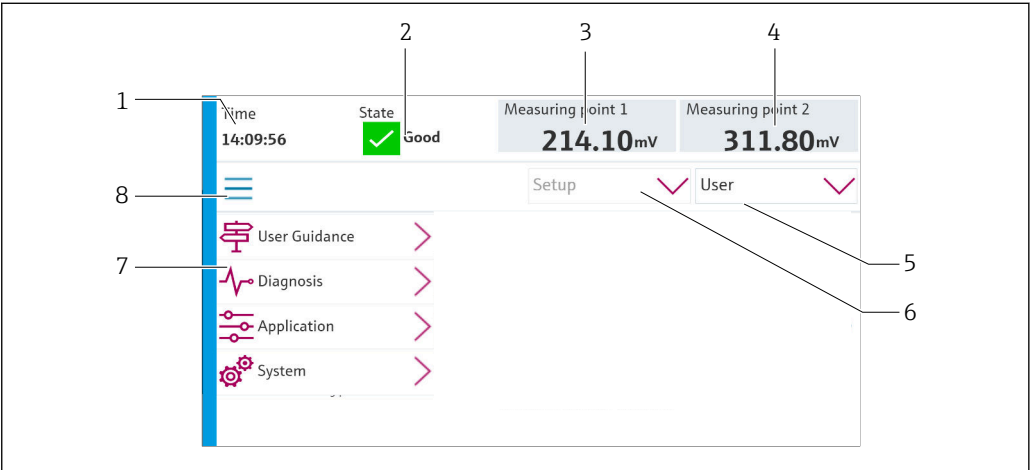 2 3 4
1
Time State Measuring point 1 Measuring point 2
14:09:56 Good 214.10mV 311.80mV
8 Setup User
User Guidance
7 Diagnosis 5
Application 6
System